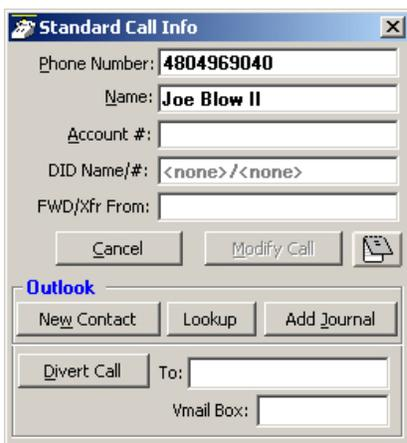 Standard Call Info
Phone Number: 4804969040
Name: Joe Blow II
Account #:
DID Name/#: <none>/<none>
FWD/Xfr From:
Cancel Modify Call
Outlook
New Contact Lookup Add Journal
Divert Call To:
Vmail Box: